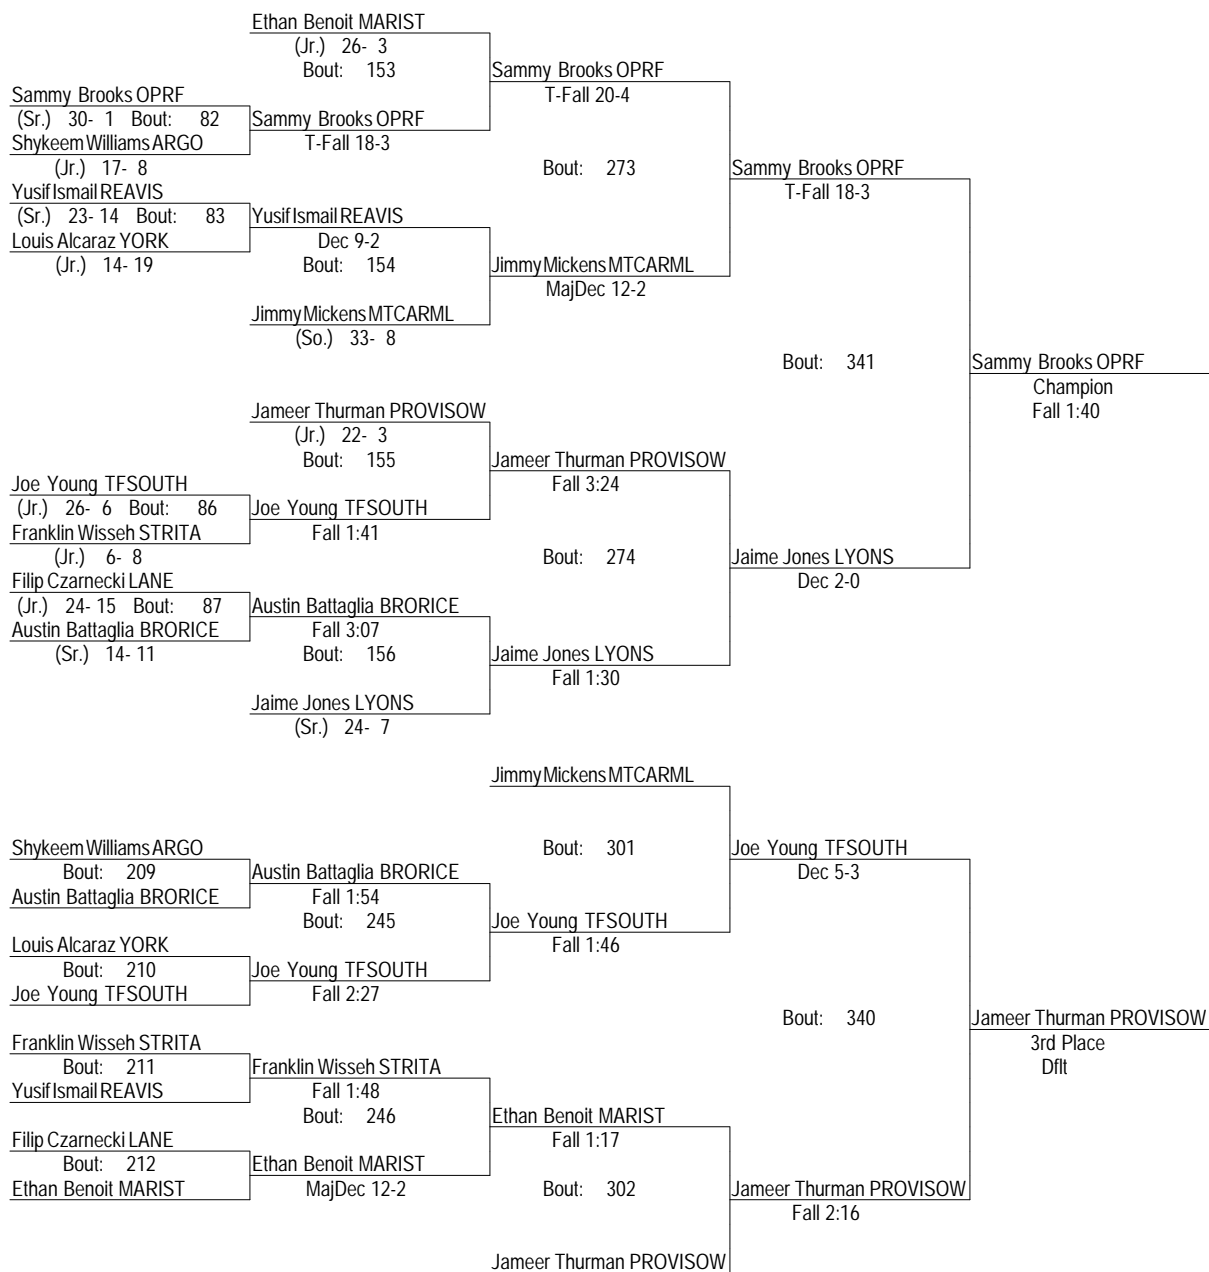 Ethan Benoit MARIST
(Jr.) 26- 3
Bout: 153
Sammy Brooks OPRF
T-Fall 20-4
Sammy Brooks OPRF
(Sr.) 30- 1 Bout: 82
Sammy Brooks OPRF
T-Fall 18-3
Shykeem Williams ARGO
(Jr.) 17- 8
Bout: 273
Sammy Brooks OPRF
T-Fall 18-3
Yusif Ismail REAVIS
(Sr.) 23- 14 Bout: 83
Yusif Ismail REAVIS
Dec 9-2
Louis Alcaraz YORK
(Jr.) 14- 19
Bout: 154
Jimmy Mickens MTCARML
MajDec 12-2
Jimmy Mickens MTCARML
(So.) 33- 8
Bout: 341
Sammy Brooks OPRF
Champion
Fall 1:40
Jameer Thurman PROVISOW
(Jr.) 22- 3
Bout: 155
Jameer Thurman PROVISOW
Fall 3:24
Joe Young TFSOUTH
(Jr.) 26- 6 Bout: 86
Joe Young TFSOUTH
Fall 1:41
Franklin Wisseh STRITA
(Jr.) 6- 8
Bout: 274
Jaime Jones LYONS
Dec 2-0
Filip Czarnecki LANE
(Jr.) 24- 15 Bout: 87
Austin Battaglia BRORICE
Fall 3:07
Austin Battaglia BRORICE
(Sr.) 14- 11
Bout: 156
Jaime Jones LYONS
Fall 1:30
Jaime Jones LYONS
(Sr.) 24- 7
Jimmy Mickens MTCARML
Bout: 301
Joe Young TFSOUTH
Dec 5-3
Shykeem Williams ARGO
Bout: 209
Austin Battaglia BRORICE
Austin Battaglia BRORICE
Fall 1:54
Bout: 245
Joe Young TFSOUTH
Fall 1:46
Louis Alcaraz YORK
Bout: 210
Joe Young TFSOUTH
Joe Young TFSOUTH
Fall 2:27
Bout: 340
Jameer Thurman PROVISOW
3rd Place
Dflt
Franklin Wisseh STRITA
Bout: 211
Yusif Ismail REAVIS
Franklin Wisseh STRITA
Fall 1:48
Bout: 246
Ethan Benoit MARIST
Fall 1:17
Filip Czarnecki LANE
Bout: 212
Ethan Benoit MARIST
Ethan Benoit MARIST
MajDec 12-2
Bout: 302
Jameer Thurman PROVISOW
Fall 2:16
Jameer Thurman PROVISOW